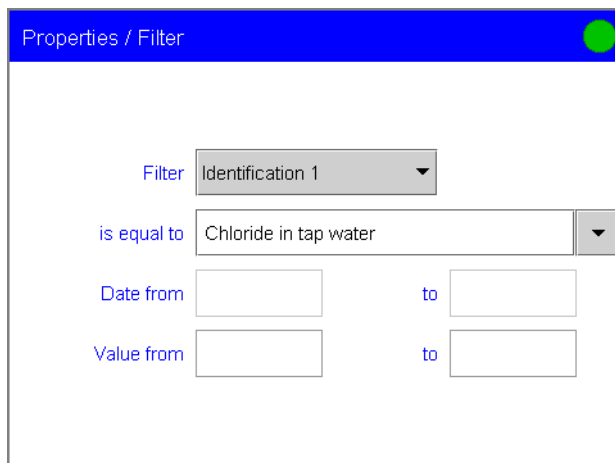 Properties / Filter
Filter Identification 1
is equal to Chloride in tap water
Date from to
Value from to